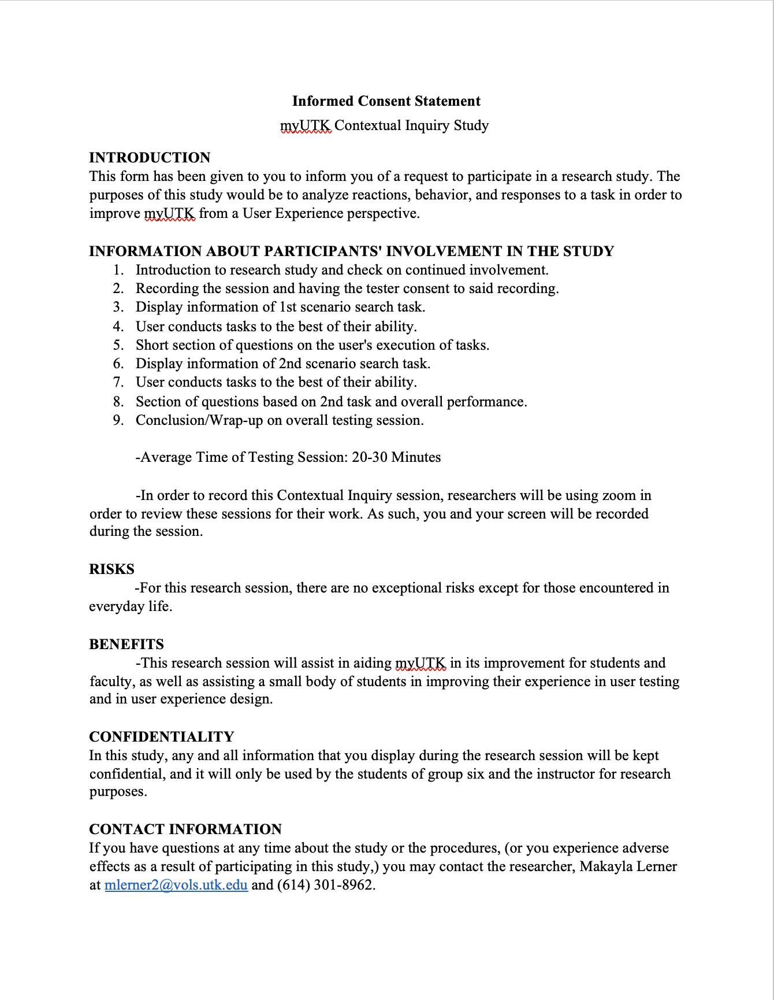 Informed Consent Statement
myUTK Contextual Inquiry Study
INTRODUCTION
This form has been given to you to inform you of a request to participate in a research study. The
purposes of this study would be to analyze reactions, behavior, and responses to a task in order to
improve myUTK from a User Experience perspective.
INFORMATION ABOUT PARTICIPANTS' INVOLVEMENT IN THE STUDY
1. Introduction to research study and check on continued involvement.
2. Recording the session and having the tester consent to said recording.
3. Display information of 1st scenario search task.
4. User conducts tasks to the best of their ability.
5. Short section of questions on the user's execution of tasks.
6. Display information of 2nd scenario search task.
7. User conducts tasks to the best of their ability.
8. Section of questions based on 2nd task and overall performance.
9. Conclusion/Wrap-up on overall testing session.
-Average Time of Testing Session: 20-30 Minutes
-In order to record this Contextual Inquiry session, researchers will be using zoom in
order to review these sessions for their work. As such, you and your screen will be recorded
during the session.
RISKS
-For this research session, there are no exceptional risks except for those encountered in
everyday life.
BENEFITS
-This research session will assist in aiding myUTK in its improvement for students and
faculty, as well as assisting a small body of students in improving their experience in user testing
and in user experience design.
CONFIDENTIALITY
In this study, any and all information that you display during the research session will be kept
confidential, and it will only be used by the students of group six and the instructor for research
purposes.
CONTACT INFORMATION
If you have questions at any time about the study or the procedures, (or you experience adverse
effects as a result of participating in this study,) you may contact the researcher, Makayla Lerner
at mlerner2@vols.utk.edu and (614) 301-8962.